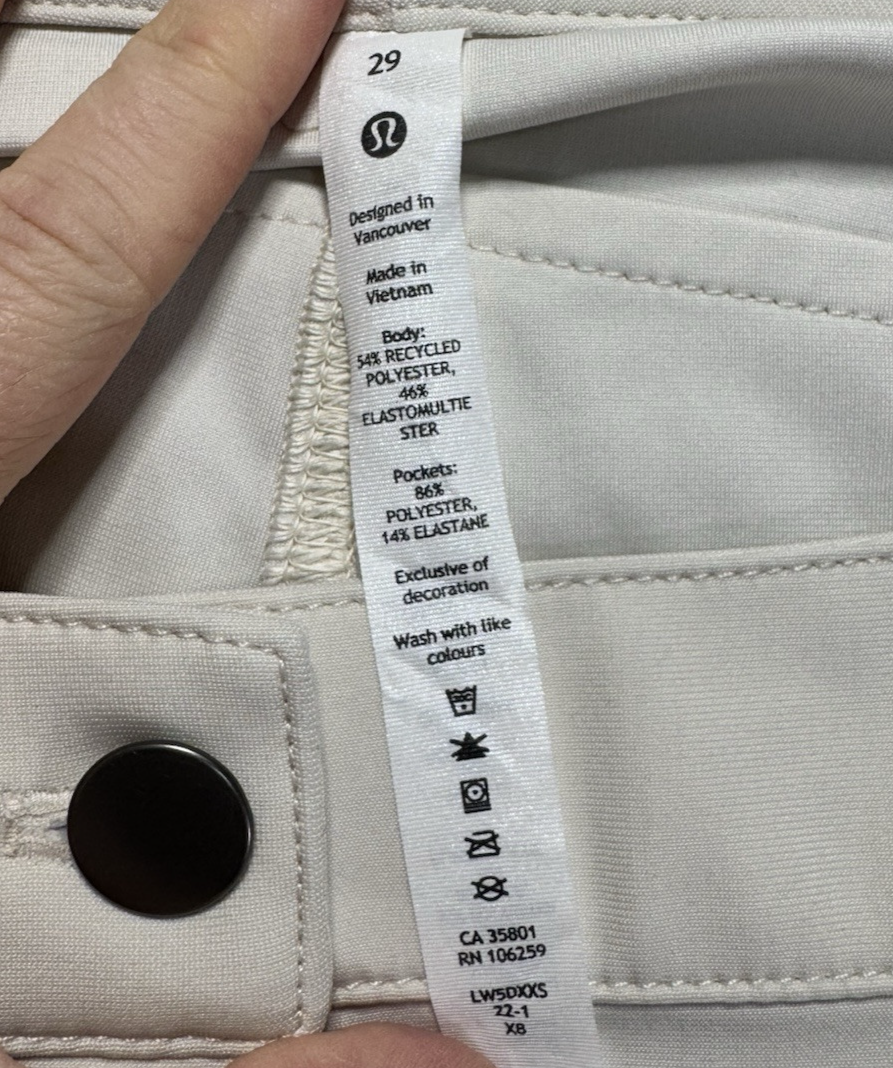 29
Designed in
Vancouver
Made in
Vietnam
Body:
54% RECYCLED
POLYESTER,
46%
ELASTOMULTIE
STER
Pockets:
86%
POLYESTER,
14% ELASTANE
Exclusive of
decoration
Wash with like
colours
CA 35801
RN 106259
LW5DXXS
22-1
X8